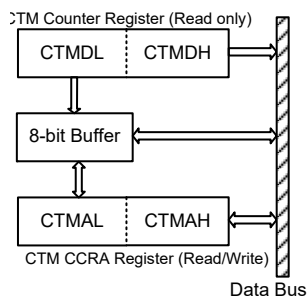 CTM Counter Register (Read only)
CTMDL CTMDH
8-bit Buffer
CTMAL CTMAH
CTM CCRA Register (Read/Write)
Data Bus